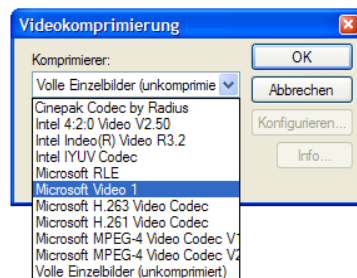 Videokomprimierung
Komprimierer:
Volle Einzelbilder (unkomprimie
OK
Abbrechen
Konfigurieren...
Info...
Cinepak Codec by Radius
Intel 4:2:0 Video V2.50
Intel Indeo(R) Video R3.2
Intel IYUV Codec
Microsoft RLE
Microsoft Video 1
Microsoft H.263 Video Codec
Microsoft H.261 Video Codec
Microsoft MPEG-4 Video Codec V1
Microsoft MPEG-4 Video Codec V2
Volle Einzelbilder (unkomprimiert)